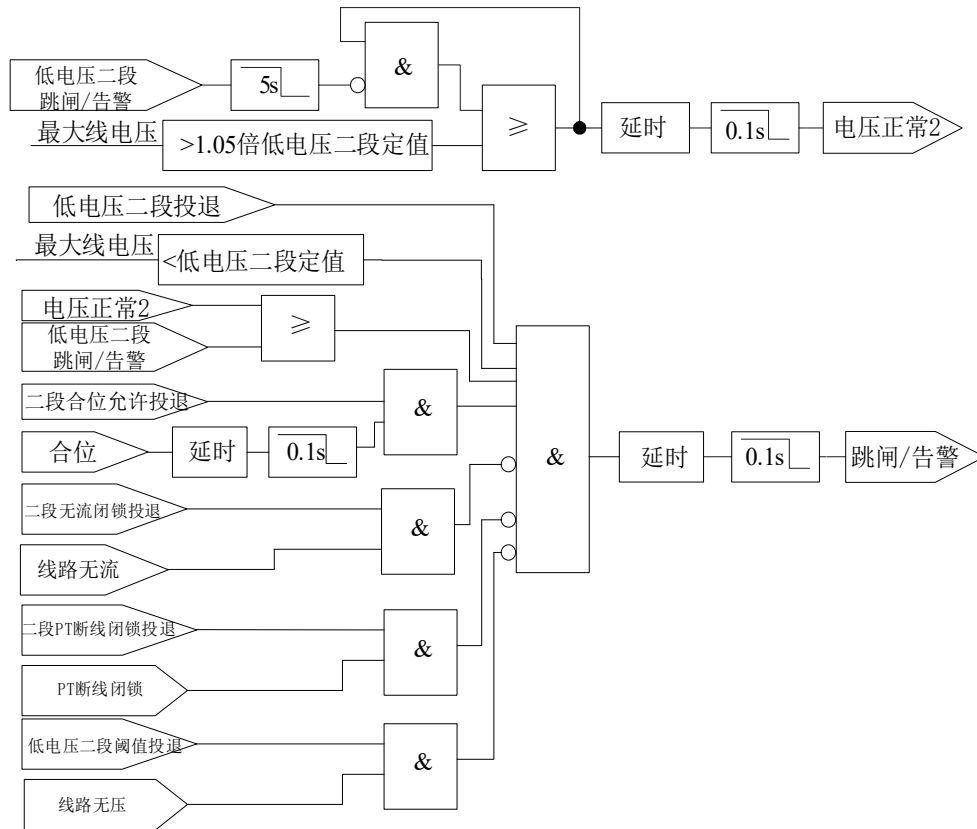 低电压二段
跳闸/告警
5s
&
最大线电压
>1.05倍低电压二段定值
≥
延时
0.1s
电压正常2
低电压二段投退
最大线电压
<低电压二段定值
电压正常2
低电压二段
跳闸/告警
≥
二段合位允许投退
合位
延时
0.1s
&
二段无流闭锁投退
线路无流
&
二段PT断线闭锁投退
PT断线闭锁
&
低电压二段阈值投退
线路无压
&
&
延时
0.1s
跳闸/告警